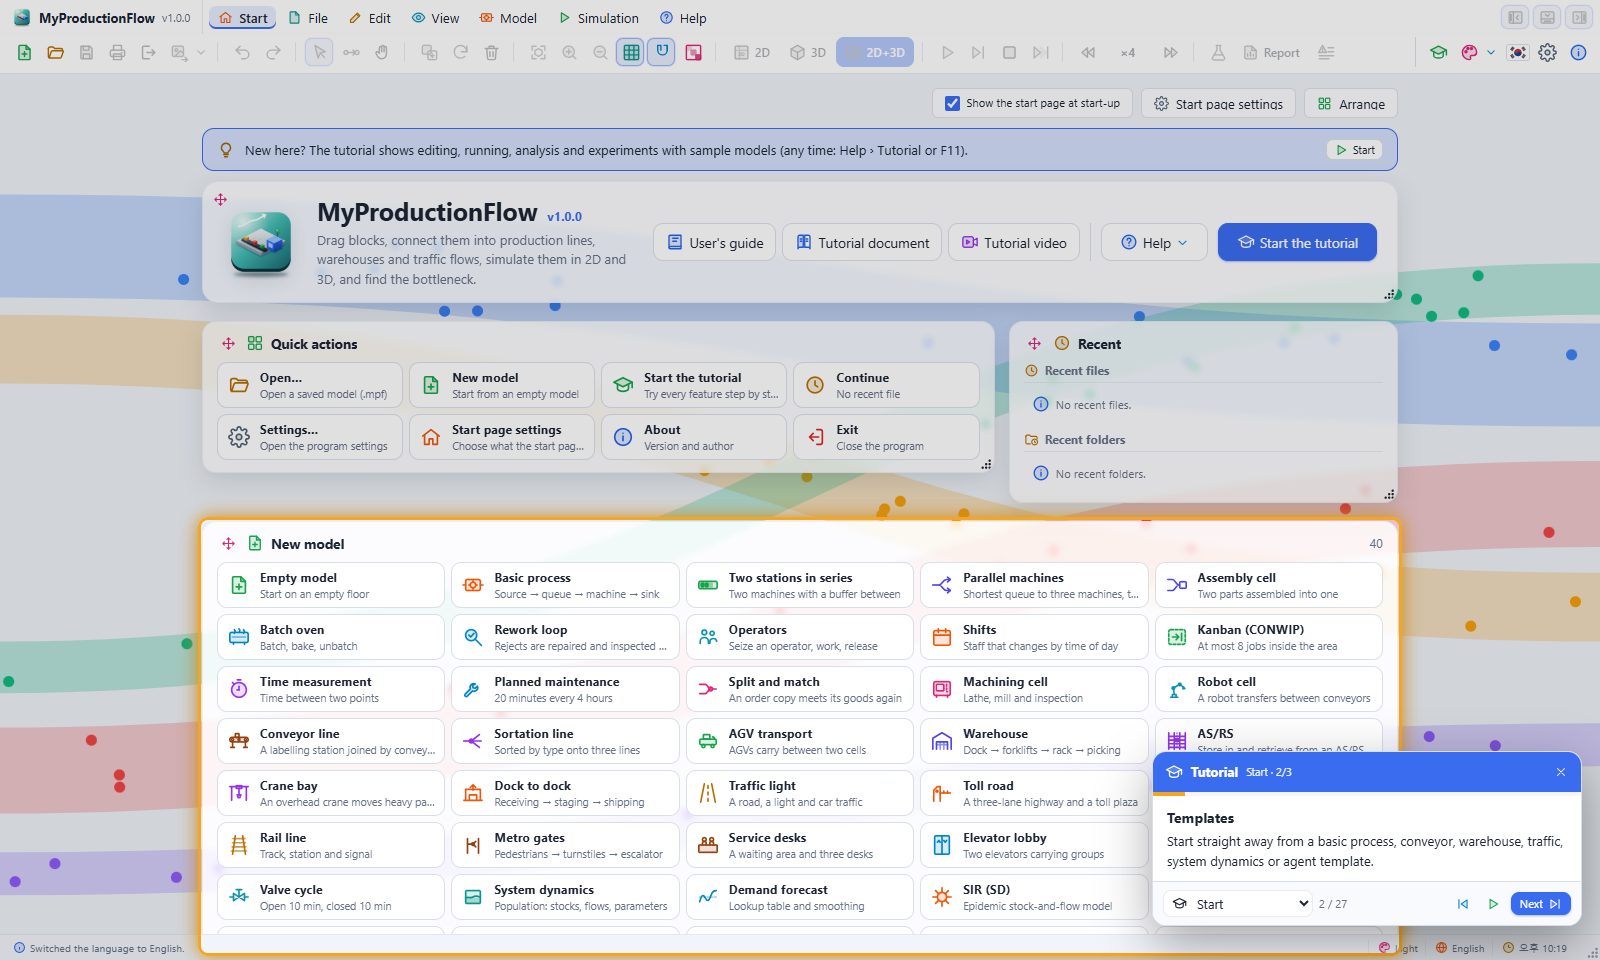 MyProductionFlow v1.0.0 Start File Edit View Model Simulation Help
2D 3D 2D+3D ×4 Report
Show the start page at start-up Start page settings Arrange
New here? The tutorial shows editing, running, analysis and experiments with sample models (any time: Help › Tutorial or F11). Start
MyProductionFlow v1.0.0
Drag blocks, connect them into production lines,
warehouses and traffic flows, simulate them in 2D and
3D, and find the bottleneck.
User's guide Tutorial document Tutorial video Help Start the tutorial
Quick actions
Open... New model Start the tutorial Continue
Open a saved model (.mpf) Start from an empty model Try every feature step by st... No recent file
Settings... Start page settings About Exit
Open the program settings Choose what the start pag... Version and author Close the program
Recent
Recent files
No recent files.
Recent folders
No recent folders.
New model 40
Empty model Basic process Two stations in series Parallel machines Assembly cell
Start on an empty floor Source → queue → machine → sink Two machines with a buffer between Shortest queue to three machines, t... Two parts assembled into one
Batch oven Rework loop Operators Shifts Kanban (CONWIP)
Batch, bake, unbatch Rejects are repaired and inspected ... Seize an operator, work, release Staff that changes by time of day At most 8 jobs inside the area
Time measurement Planned maintenance Split and match Machining cell Robot cell
Time between two points 20 minutes every 4 hours An order copy meets its goods again Lathe, mill and inspection A robot transfers between conveyors
Conveyor line Sortation line AGV transport Warehouse AS/RS
A labelling station joined by convey... Sorted by type onto three lines AGVs carry between two cells Dock → forklifts → rack → picking Store in and retrieve from an AS/RS
Crane bay Dock to dock Traffic light Toll road
An overhead crane moves heavy pa... Receiving → staging → shipping A road, a light and car traffic A three-lane highway and a toll plaza
Rail line Metro gates Service desks Elevator lobby
Track, station and signal Pedestrians → turnstiles → escalator A waiting area and three desks Two elevators carrying groups
Valve cycle System dynamics Demand forecast SIR (SD)
Open 10 min, closed 10 min Population: stocks, flows, parameters Lookup table and smoothing Epidemic stock-and-flow model
Tutorial Start · 2/3
Templates
Start straight away from a basic process, conveyor, warehouse, traffic,
system dynamics or agent template.
Start 2 / 27 Next
Switched the language to English. Light English 오후 10:19